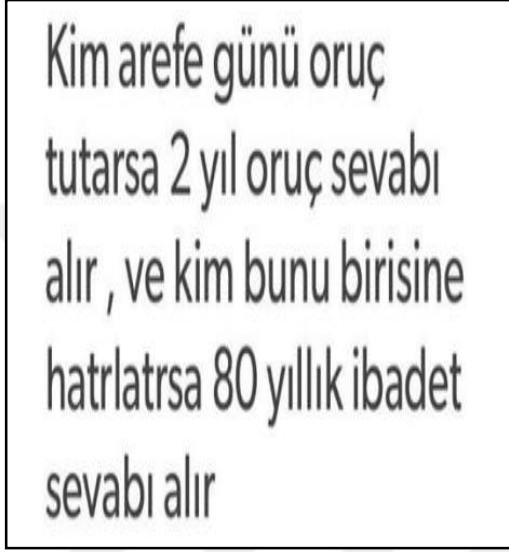 Kim arefe günü oruç
tutarsa 2 yıl oruç sevabı
alır , ve kim bunu birisine
hatrlatrsa 80 yıllık ibadet
sevabı alır